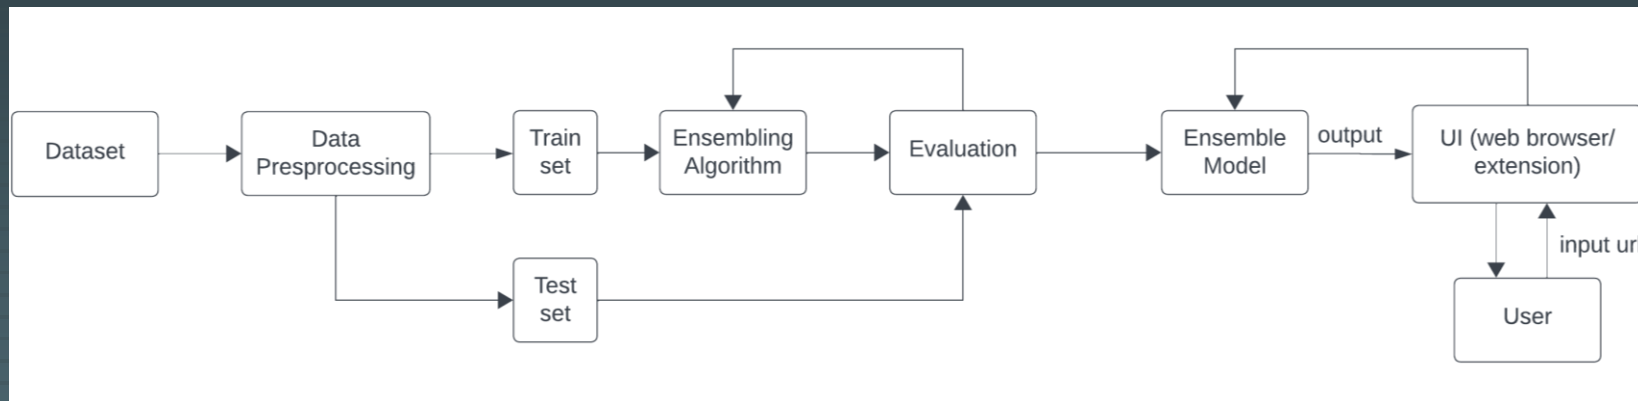 Dataset
Data
Presprocessing
Train
set
Ensembling
Algorithm
Evaluation
Ensemble
Model
output
UI (web browser/
extension)
input url
Test
set
User